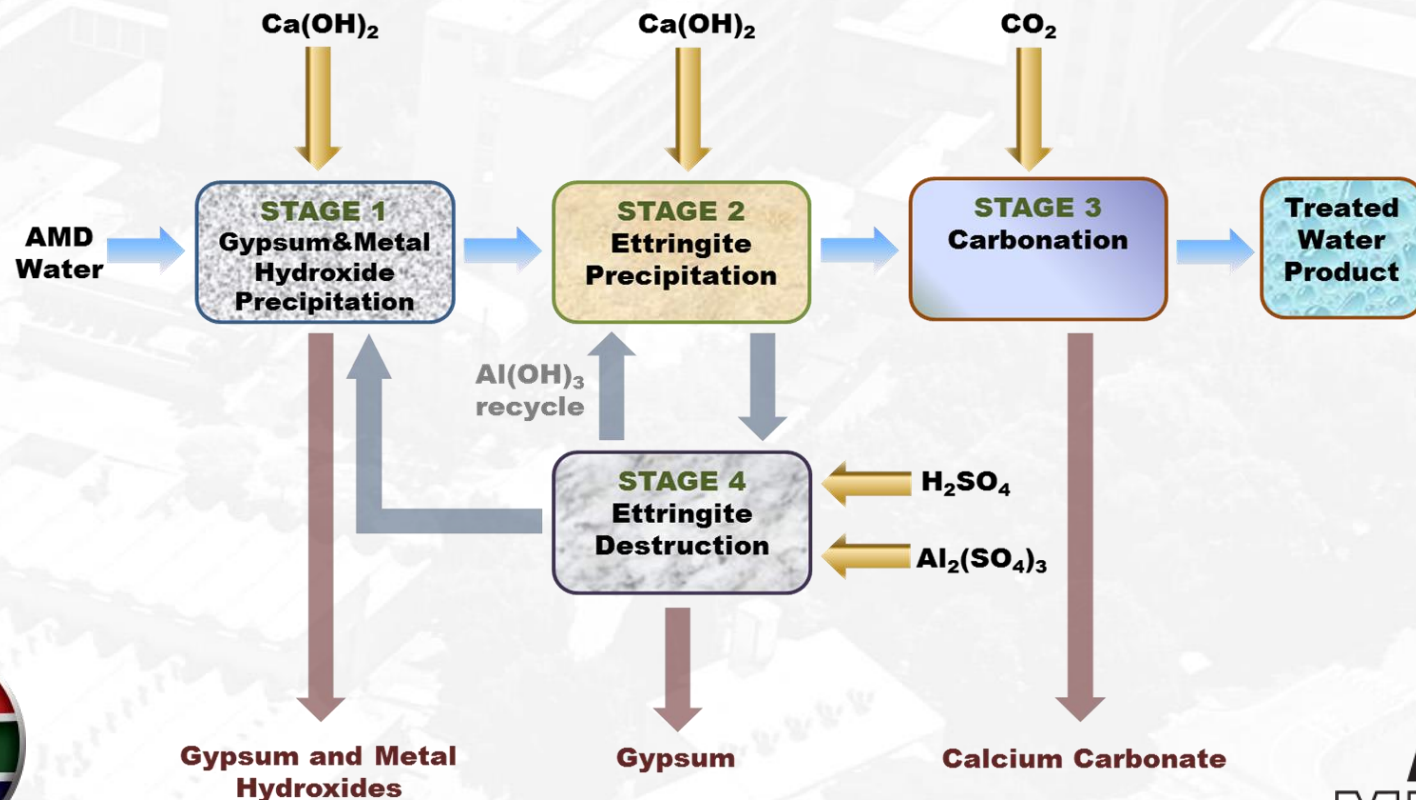 Ca(OH)₂
Ca(OH)₂
CO₂
AMD
Water
STAGE 1
Gypsum&Metal
Hydroxide
Precipitation
STAGE 2
Ettringite
Precipitation
STAGE 3
Carbonation
Treated
Water
Product
Al(OH)₃
recycle
STAGE 4
Ettringite
Destruction
H₂SO₄
Al₂(SO₄)₃
Gypsum and Metal
Hydroxides
Gypsum
Calcium Carbonate